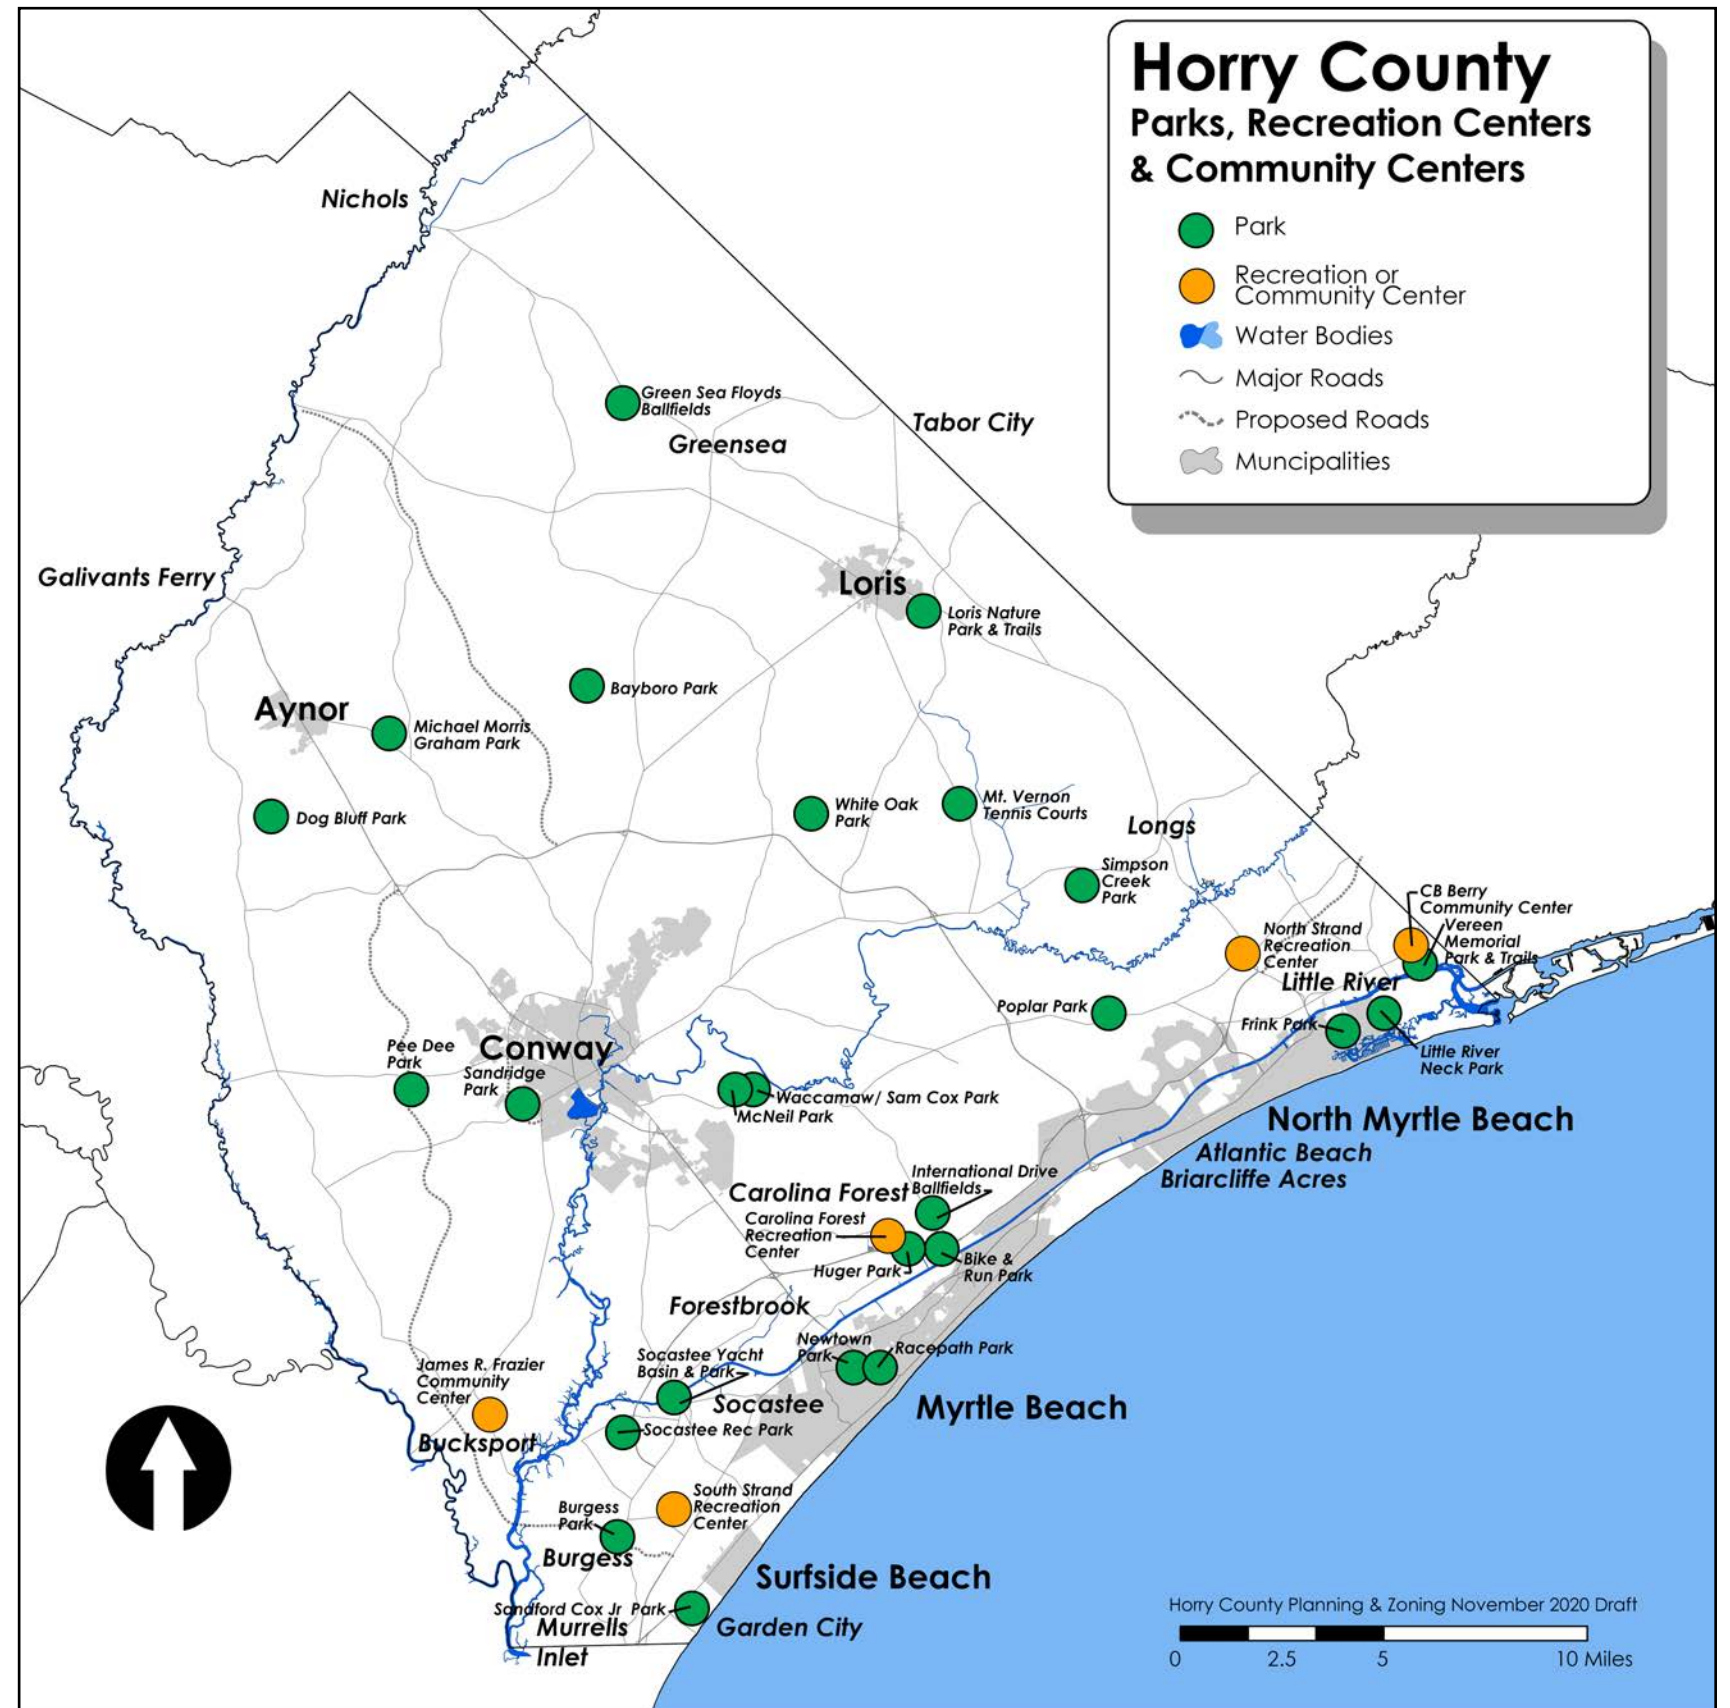 Horry County
Parks, Recreation Centers
& Community Centers
Park
Recreation or
Community Center
Water Bodies
Major Roads
Proposed Roads
Muncipalities
Nichols
Green Sea Floyds
Ballfields
Greensea
Tabor City
Galivants Ferry
Loris
Loris Nature
Park & Trails
Bayboro Park
Aynor
Michael Morris
Graham Park
Dog Bluff Park
White Oak
Park
Mt. Vernon
Tennis Courts
Longs
Simpson
Creek
Park
CB Berry
Community Center
Vereen
Memorial
Park & Trails
North Strand
Recreation
Center
Little River
Poplar Park
Frink Park
Little River
Neck Park
Pee Dee
Park
Conway
Sandridge
Park
Waccamaw/ Sam Cox Park
McNeil Park
North Myrtle Beach
Atlantic Beach
Briarcliffe Acres
International Drive
Ballfields
Carolina Forest
Carolina Forest
Recreation
Center
Huger Park
Bike &
Run Park
Forestbrook
Newtown
Park
Racepath Park
Socastee Yacht
Basin & Park
James R. Frazier
Community
Center
Socastee
Myrtle Beach
Socastee Rec Park
Bucksport
South Strand
Recreation
Center
Burgess
Park
Burgess
Surfside Beach
Sandford Cox Jr Park
Murrells
Inlet
Garden City
Horry County Planning & Zoning November 2020 Draft
0 2.5 5 10 Miles